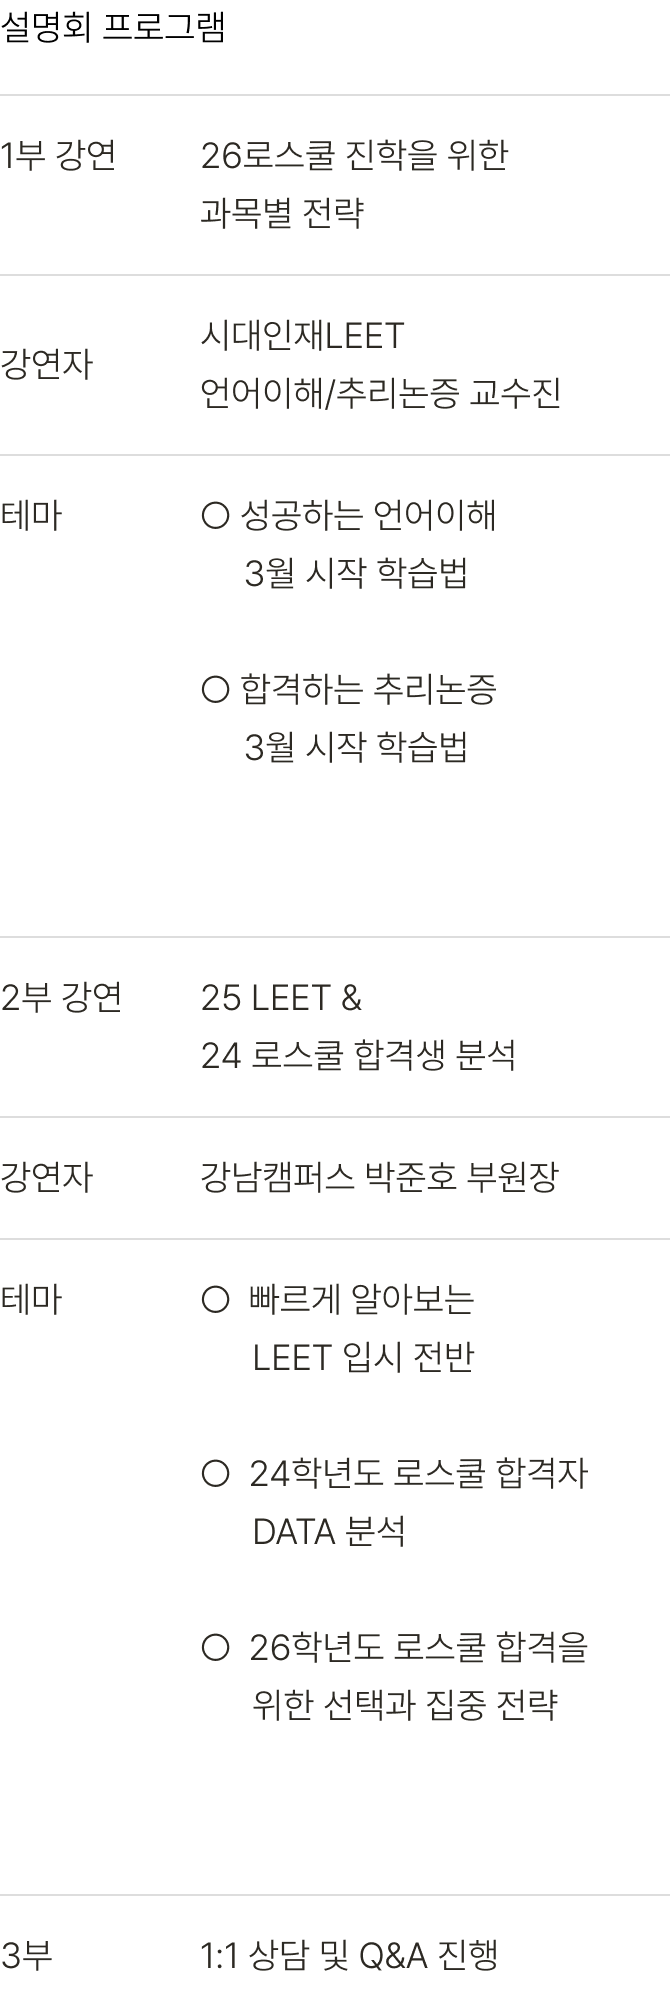 설명회 프로그램
1부 강연 26로스쿨 진학을 위한
과목별 전략
강연자 시대인재LEET
언어이해/추리논증 교수진
테마 ○ 성공하는 언어이해
3월 시작 학습법
○ 합격하는 추리논증
3월 시작 학습법
2부 강연 25 LEET &
24 로스쿨 합격생 분석
강연자 강남캠퍼스 박준호 부원장
테마 ○ 빠르게 알아보는
LEET 입시 전반
○ 24학년도 로스쿨 합격자
DATA 분석
○ 26학년도 로스쿨 합격을
위한 선택과 집중 전략
3부 1:1 상담 및 Q&A 진행